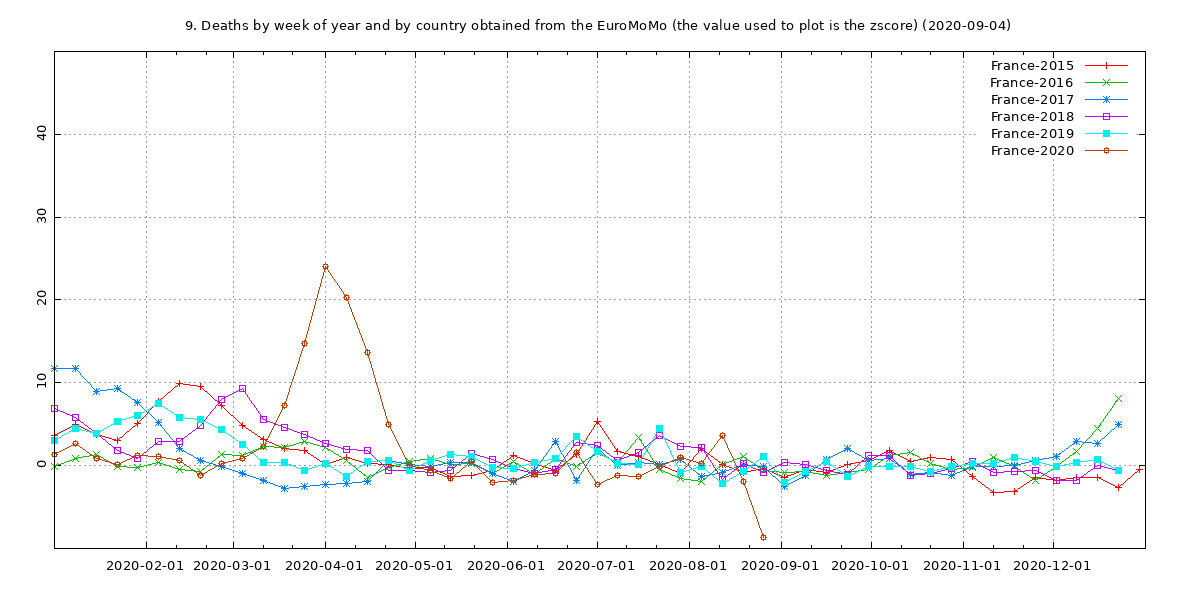 9. Deaths by week of year and by country obtained from the EuroMoMo (the value used to plot is the zscore) (2020-09-04)
France-2015
France-2016
France-2017
France-2018
France-2019
France-2020
40
30
20
10
0
2020-02-01 2020-03-01 2020-04-01 2020-05-01 2020-06-01 2020-07-01 2020-08-01 2020-09-01 2020-10-01 2020-11-01 2020-12-01